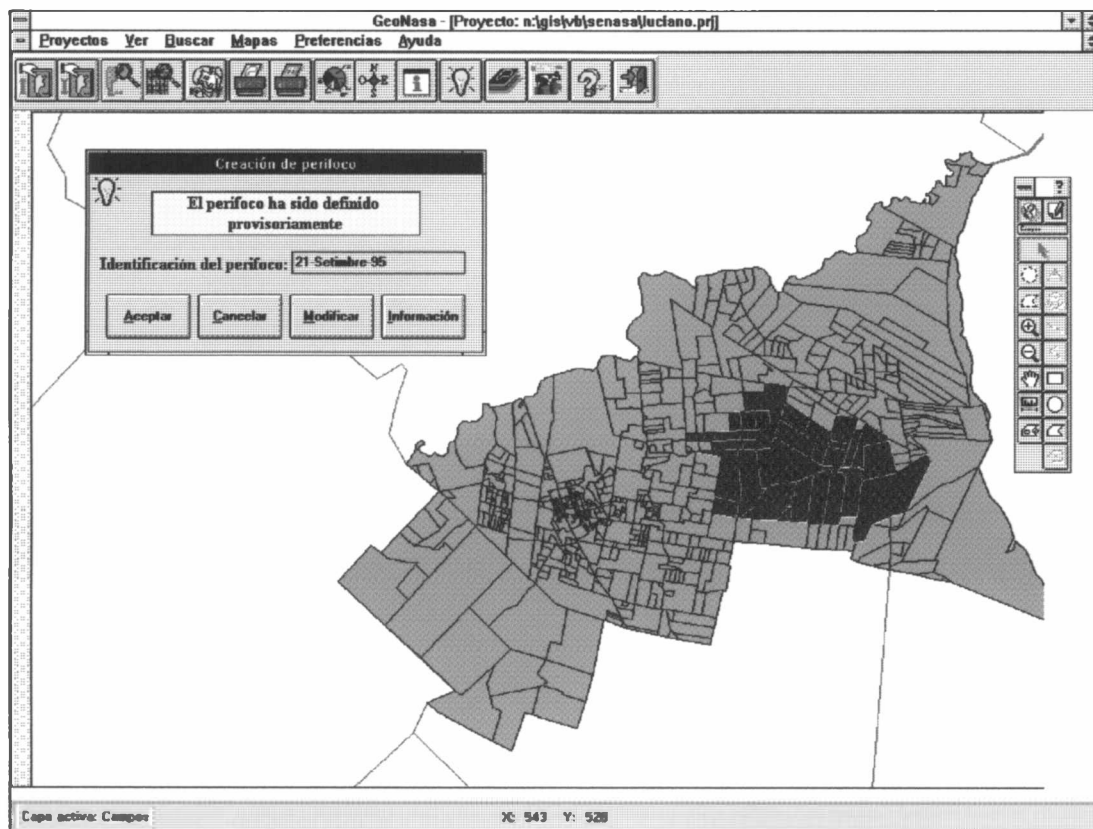 GeoNasa - [Proyecto: n:\gis\vb\senasa\luciano.prj]
Proyectos Ver Buscar Mapas Preferencias Ayuda
Creación de perifoco
El perifoco ha sido definido
provisoriamente
Identificación del perifoco: 21-Setimbre-95
Aceptar Cancelar Modificar Información
Capa activa: Campos X: 543 Y: 528